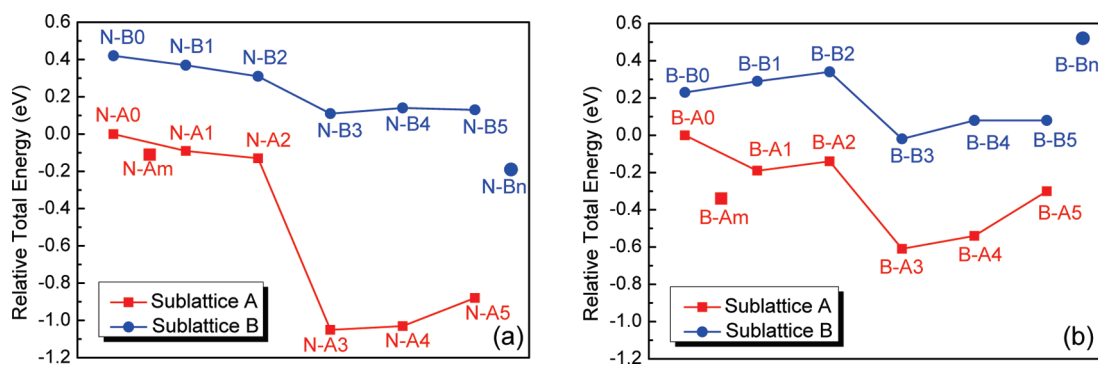 Relative Total Energy (eV)
0.6
0.4
0.2
0.0
-0.2
-0.4
-0.6
-0.8
-1.0
-1.2
N-B0
N-B1
N-B2
N-B3
N-B4
N-B5
N-Bn
N-A0
N-A1
N-A2
N-Am
N-A3
N-A4
N-A5
Sublattice A
Sublattice B
(a)
Relative Total Energy (eV)
0.6
0.4
0.2
0.0
-0.2
-0.4
-0.6
-0.8
-1.0
-1.2
B-B0
B-B1
B-B2
B-B3
B-B4
B-B5
B-Bn
B-A0
B-A1
B-A2
B-Am
B-A3
B-A4
B-A5
Sublattice A
Sublattice B
(b)